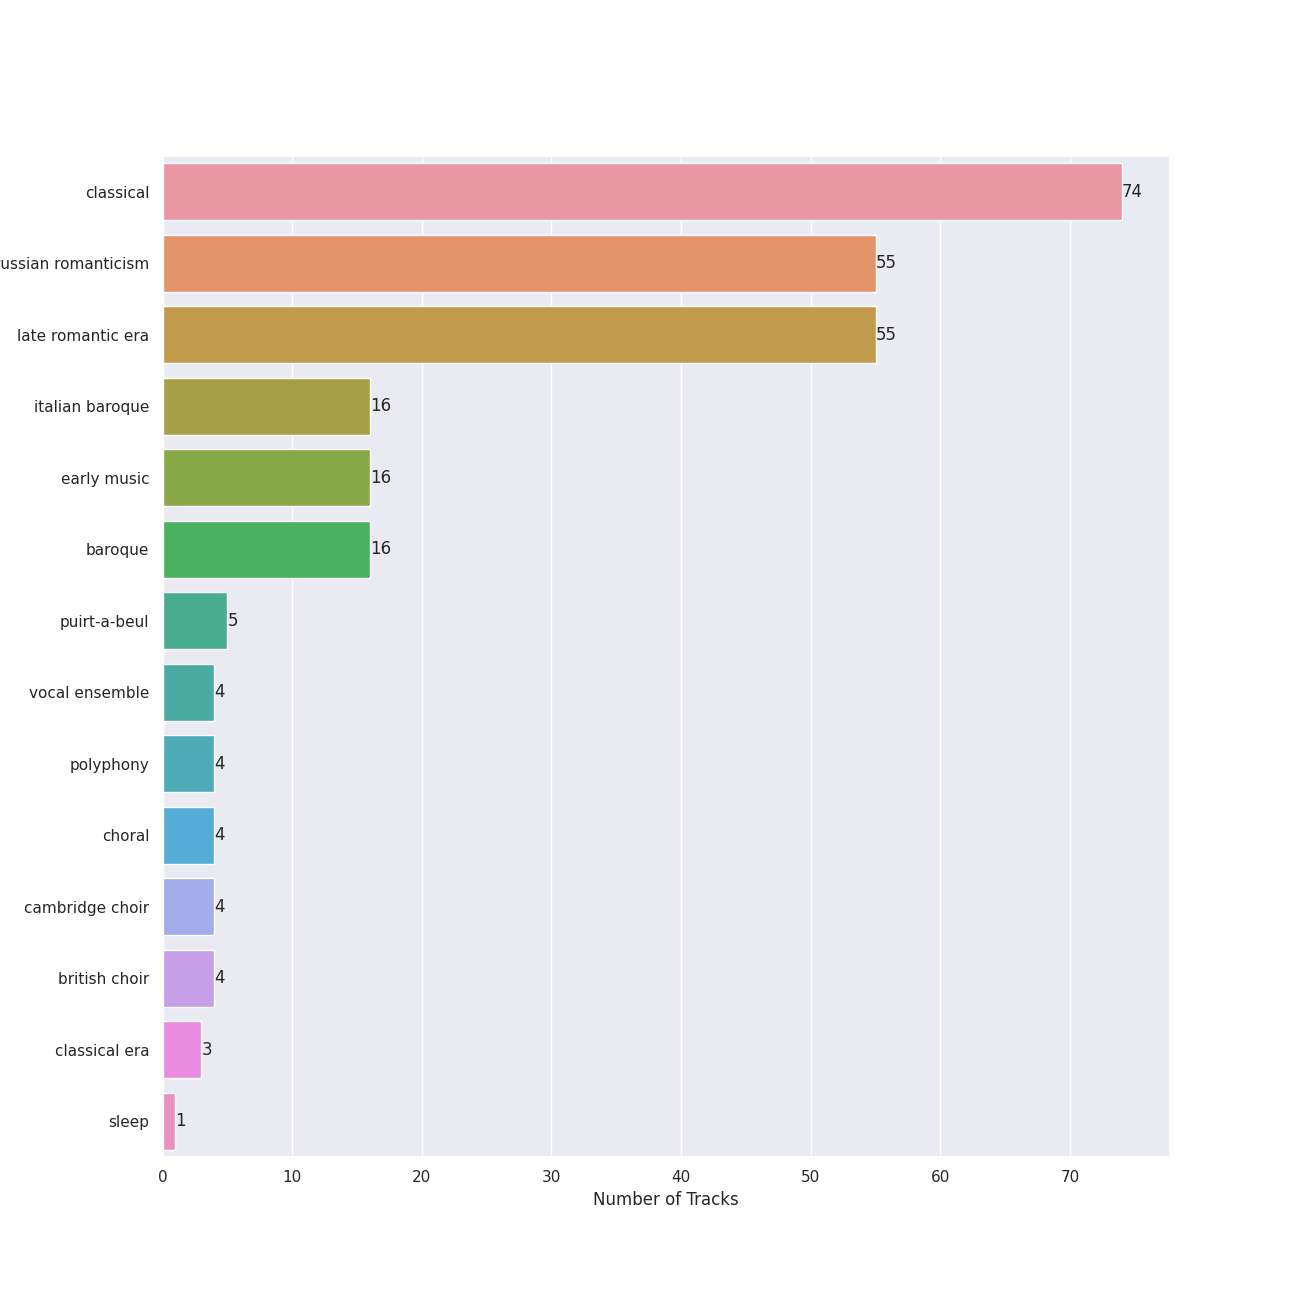 classical 74
ussian romanticism 55
late romantic era 55
italian baroque 16
early music 16
baroque 16
puirt-a-beul 5
vocal ensemble 4
polyphony 4
choral 4
cambridge choir 4
british choir 4
classical era 3
sleep 1
0 10 20 30 40 50 60 70
Number of Tracks